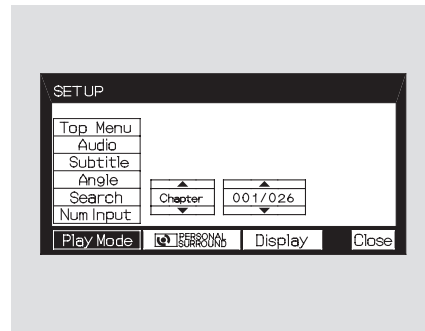 SETUP
Top Menu
Audio
Subtitle
Angle
Search
Num Input
Chapter
001/026
Play Mode
PERSONAL SURROUND
Display
Close